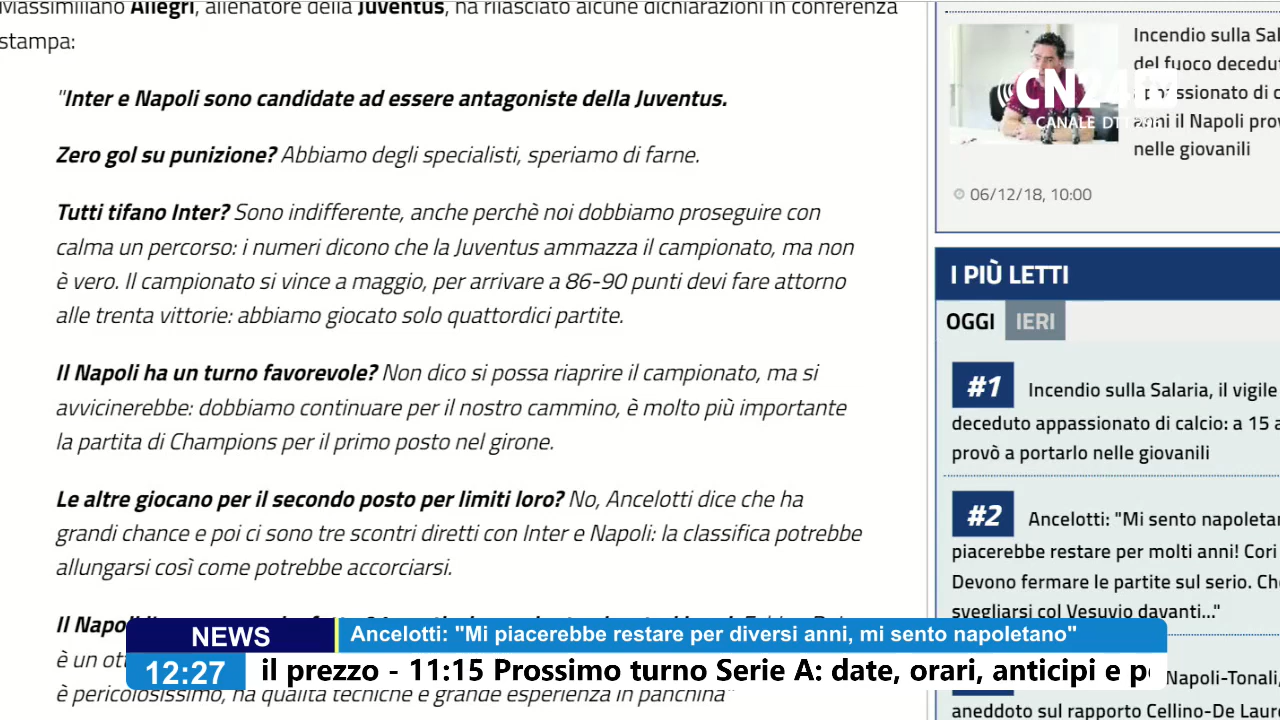 Massimiliano Allegri, allenatore della Juventus, ha rilasciato alcune dichiarazioni in conferenza
stampa:
"Inter e Napoli sono candidate ad essere antagoniste della Juventus.
Zero gol su punizione? Abbiamo degli specialisti, speriamo di farne.
Tutti tifano Inter? Sono indifferente, anche perchè noi dobbiamo proseguire con
calma un percorso: i numeri dicono che la Juventus ammazza il campionato, ma non
è vero. Il campionato si vince a maggio, per arrivare a 86-90 punti devi fare attorno
alle trenta vittorie: abbiamo giocato solo quattordici partite.
Il Napoli ha un turno favorevole? Non dico si possa riaprire il campionato, ma si
avvicinerebbe: dobbiamo continuare per il nostro cammino, è molto più importante
la partita di Champions per il primo posto nel girone.
Le altre giocano per il secondo posto per limiti loro? No, Ancelotti dice che ha
grandi chance e poi ci sono tre scontri diretti con Inter e Napoli: la classifica potrebbe
allungarsi così come potrebbe accorciarsi.
Il Napoli
è un
è pericolosissimo, ha qualità tecniche e grande esperienza in panchina"
Incendio sulla Sal
del fuoco decedut
appassionato di c
anni il Napoli prov
nelle giovanili
CN24 TV
CANALE DTT 296
06/12/18, 10:00
I PIÙ LETTI
OGGI IERI
#1 Incendio sulla Salaria, il vigile
deceduto appassionato di calcio: a 15 a
provò a portarlo nelle giovanili
#2 Ancelotti: "Mi sento napoletan
piacerebbe restare per molti anni! Cori
Devono fermare le partite sul serio. Che
svegliarsi col Vesuvio davanti..."
Napoli-Tonali,
aneddoto sul rapporto Cellino-De Laure
NEWS Ancelotti: "Mi piacerebbe restare per diversi anni, mi sento napoletano"
12:27 il prezzo - 11:15 Prossimo turno Serie A: date, orari, anticipi e po